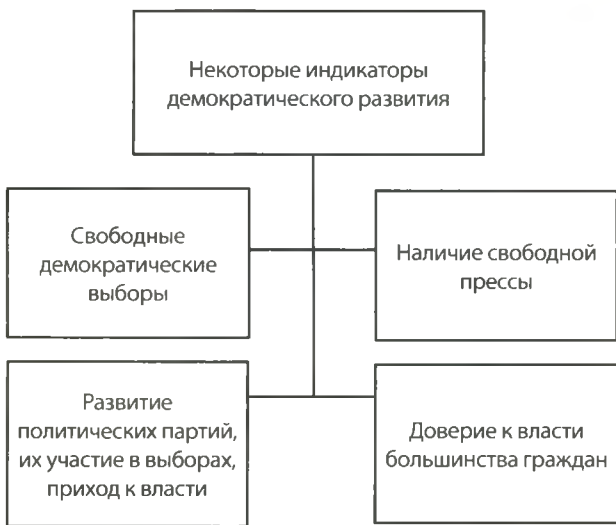 Некоторые индикаторы
демократического развития
Свободные
демократические
выборы
Наличие свободной
прессы
Развитие
политических партий,
их участие в выборах,
приход к власти
Доверие к власти
большинства граждан